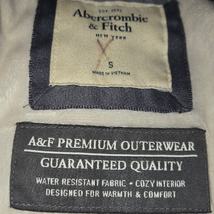 EST. 1892
Abercrombie
& Fitch
NEW YORK
S
MADE IN VIETNAM
A&F PREMIUM OUTERWEAR
GUARANTEED QUALITY
WATER RESISTANT FABRIC • COZY INTERIOR
DESIGNED FOR WARMTH & COMFORT